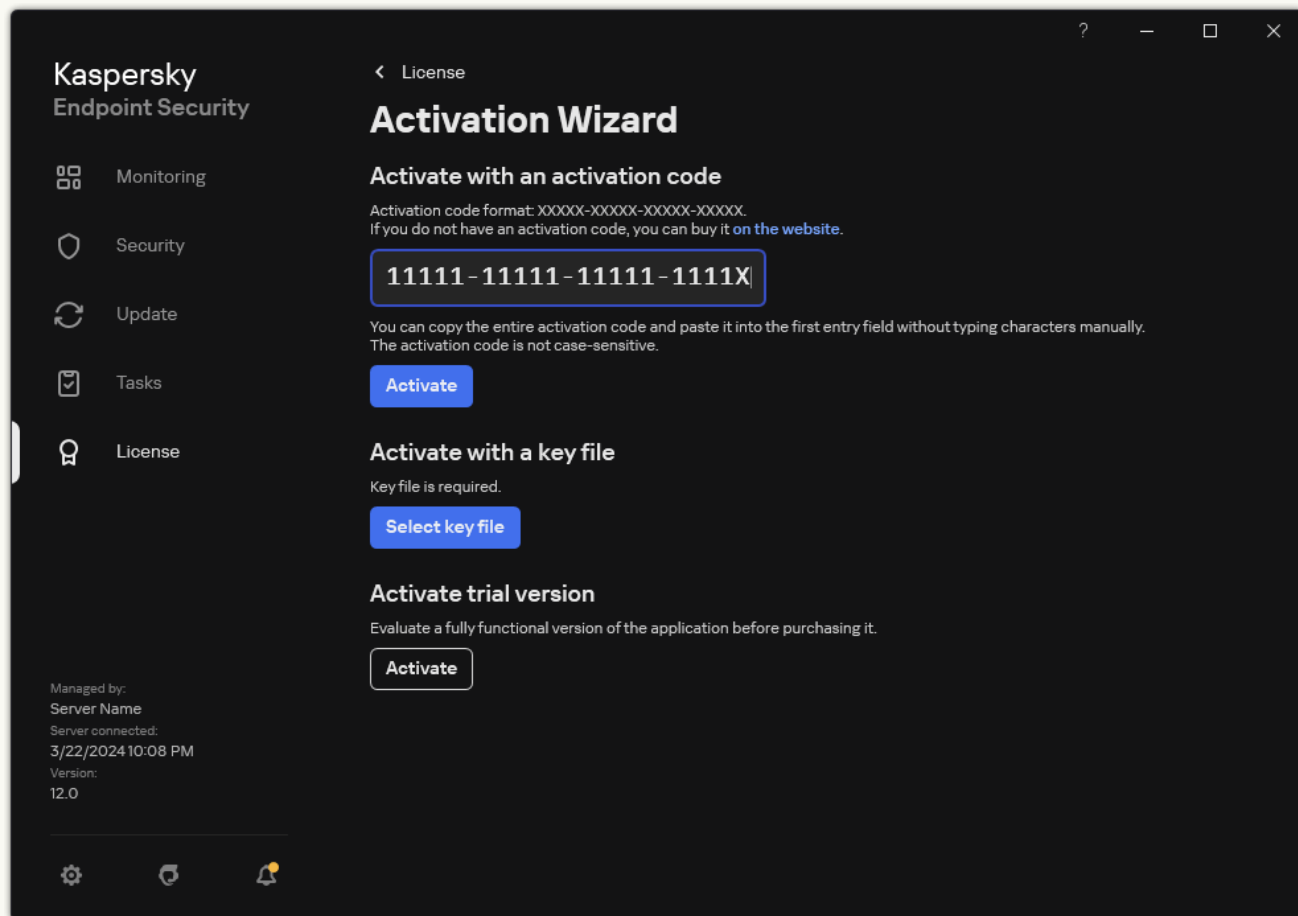 ?
Kaspersky
Endpoint Security
Monitoring
Security
Update
Tasks
License
Managed by:
Server Name
Server connected:
3/22/2024 10:08 PM
Version:
12.0
License
Activation Wizard
Activate with an activation code
Activation code format: XXXXX-XXXXX-XXXXX-XXXXX.
If you do not have an activation code, you can buy it on the website.
11111-11111-11111-1111X
You can copy the entire activation code and paste it into the first entry field without typing characters manually.
The activation code is not case-sensitive.
Activate
Activate with a key file
Key file is required.
Select key file
Activate trial version
Evaluate a fully functional version of the application before purchasing it.
Activate